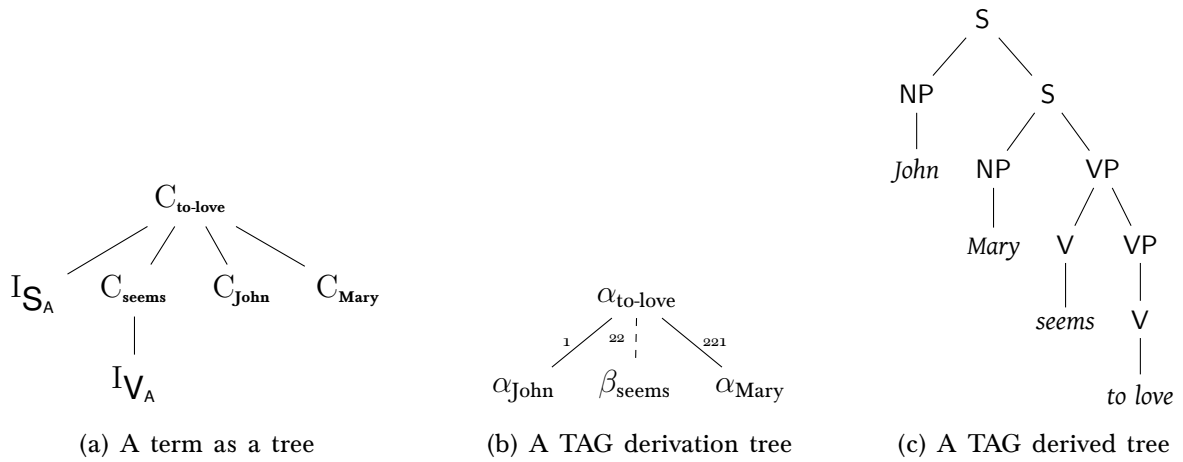 C to-love
I S A C seems C John C Mary
I V A
(a) A term as a tree
α to-love
1 22 221
α John β seems α Mary
(b) A TAG derivation tree
S
NP S
John NP VP
Mary V VP
seems V
to love
(c) A TAG derived tree